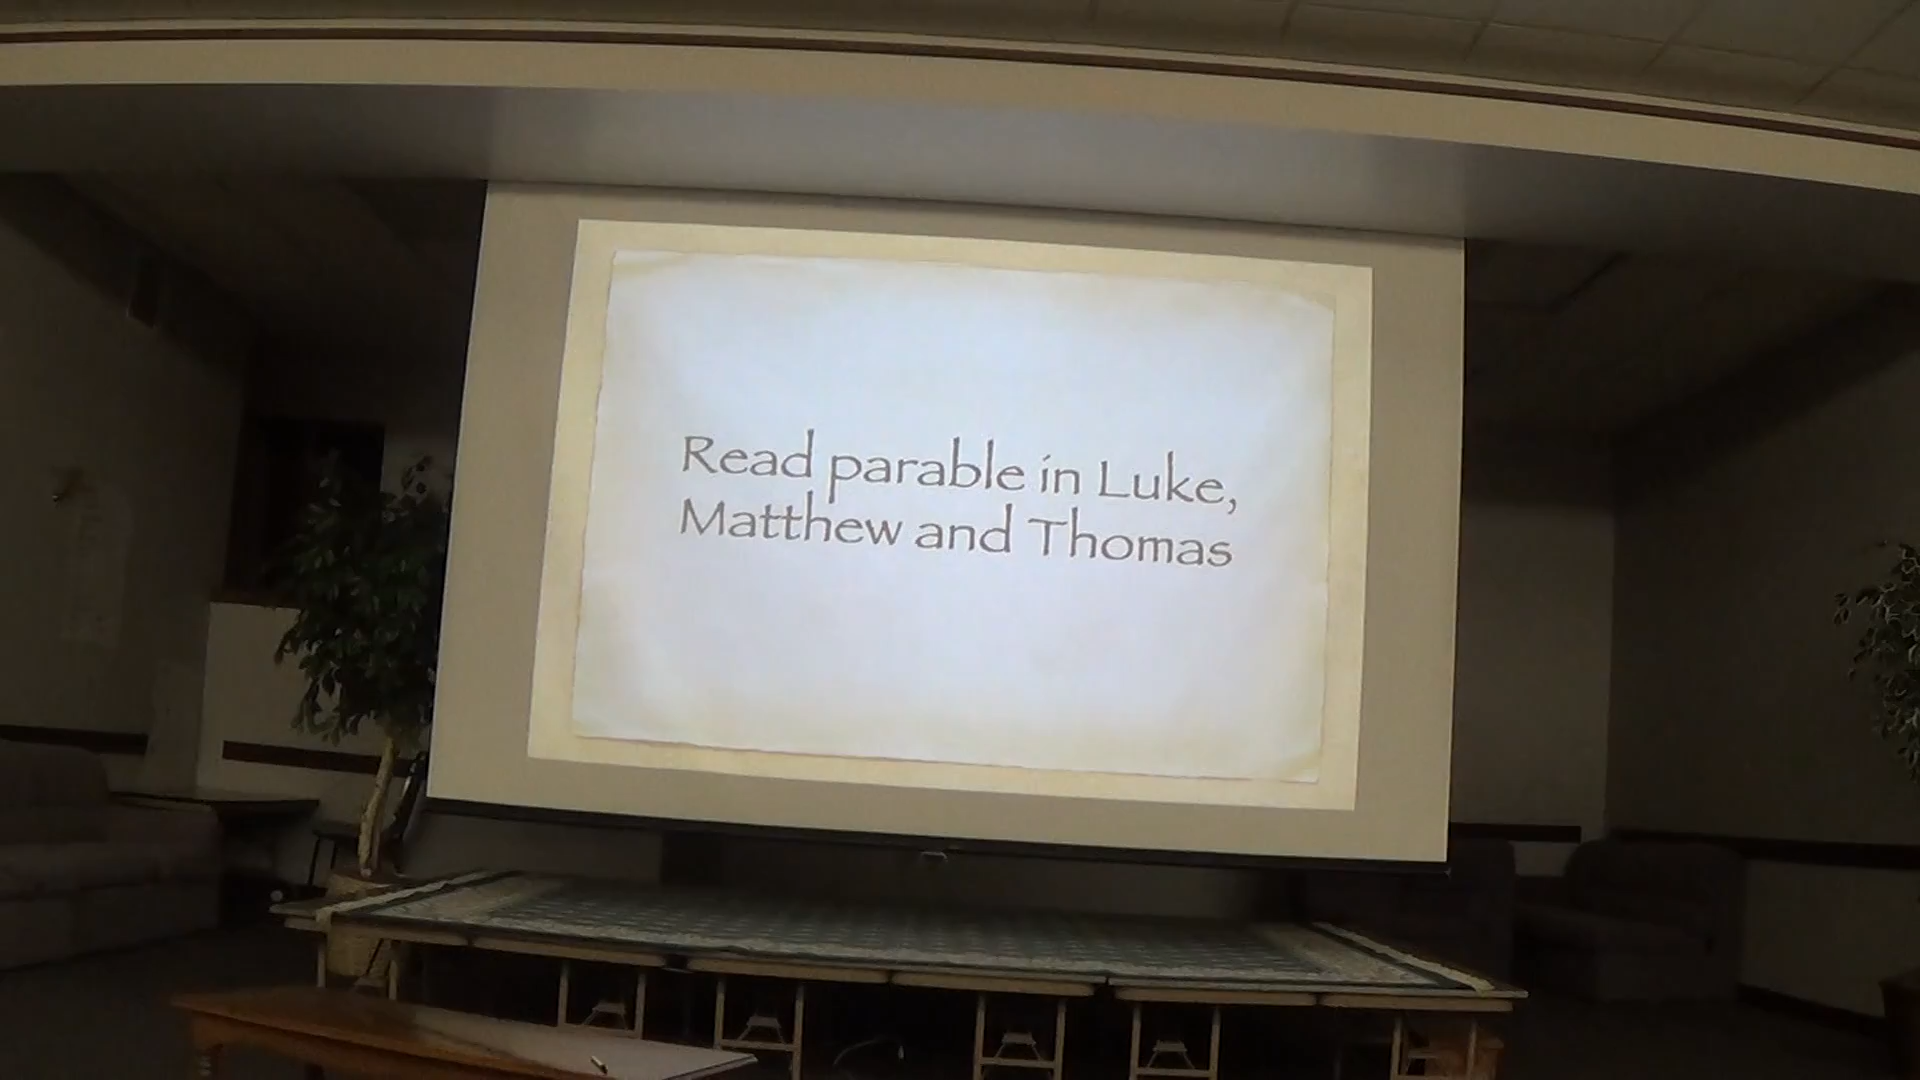 Read parable in Luke,
Matthew and Thomas